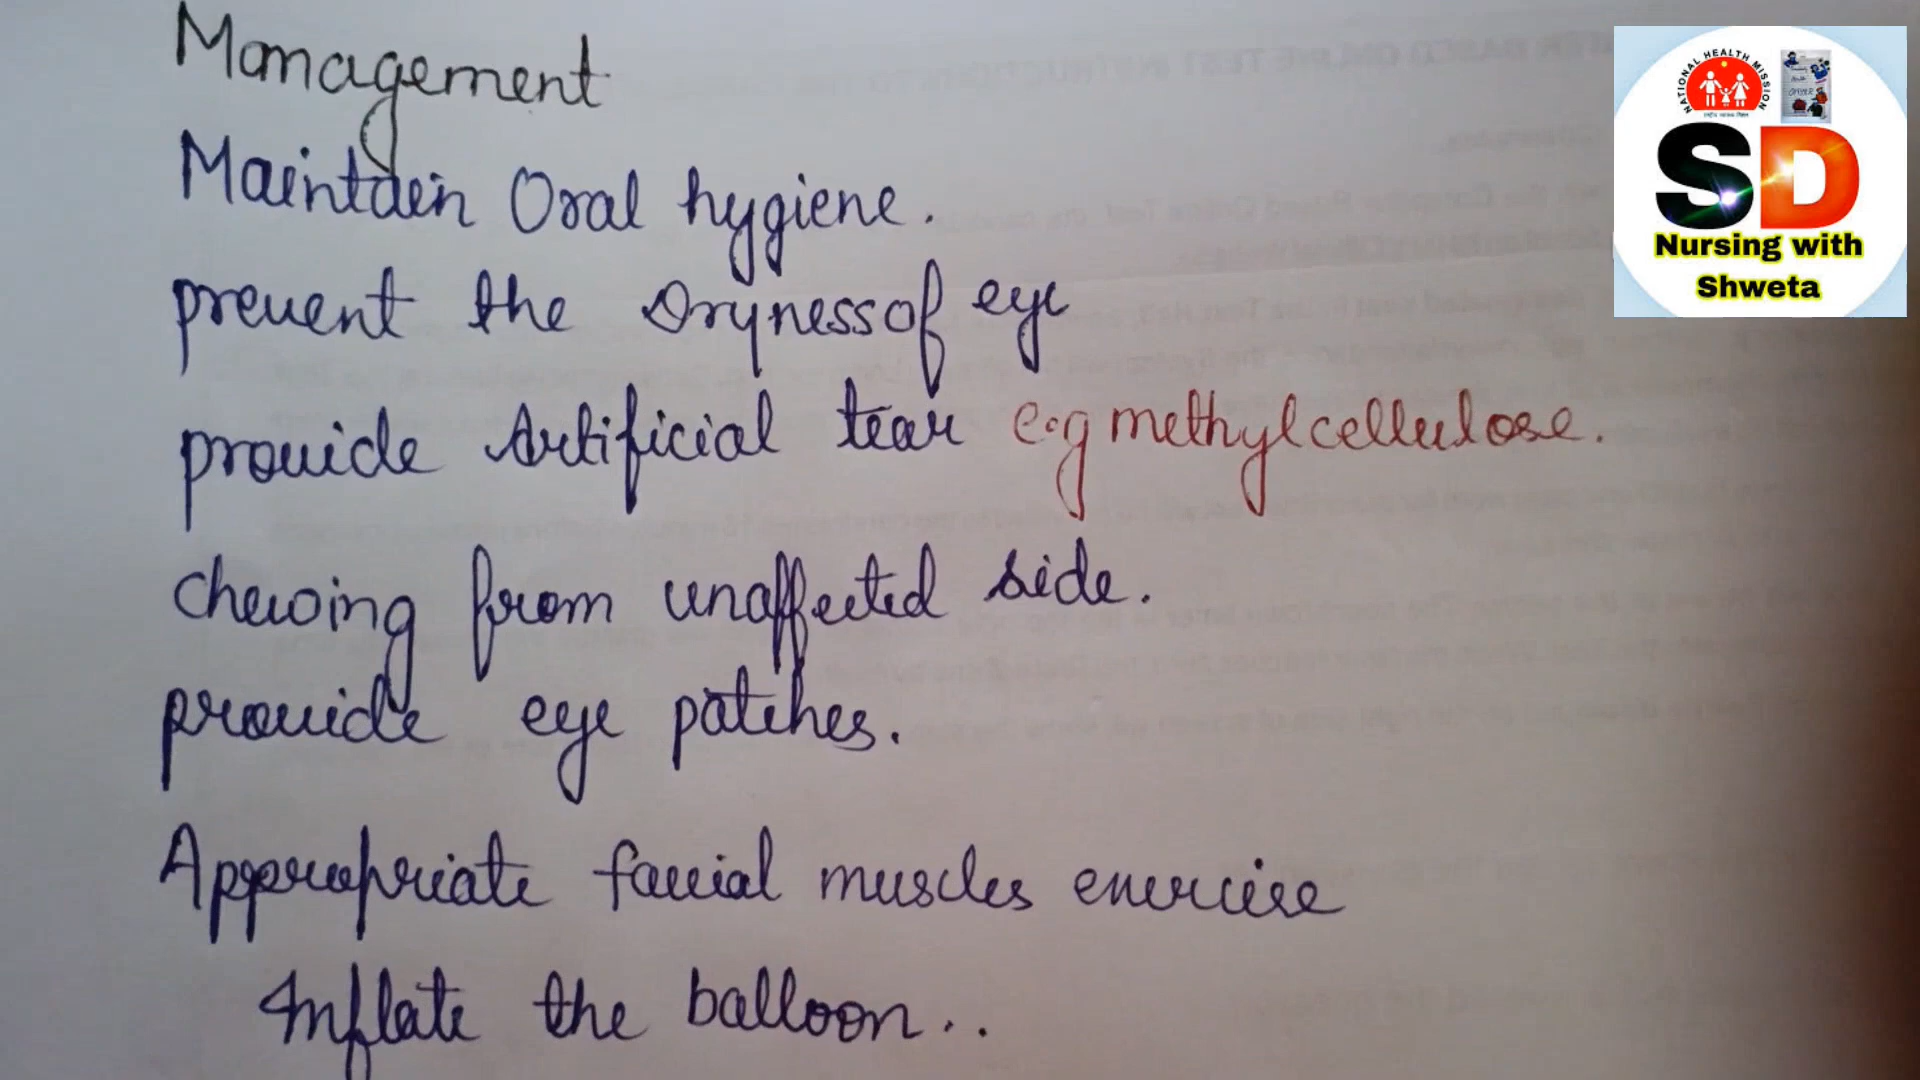 Management
Maintain Oral hygiene.
prevent the Dryness of eye
provide Artificial tear e.g methylcellulose.
chewing from unaffected side.
provide eye patches.
Appropriate facial muscles exercise
Inflate the balloon..
NATIONAL HEALTH MISSION
SD
Nursing with
Shweta